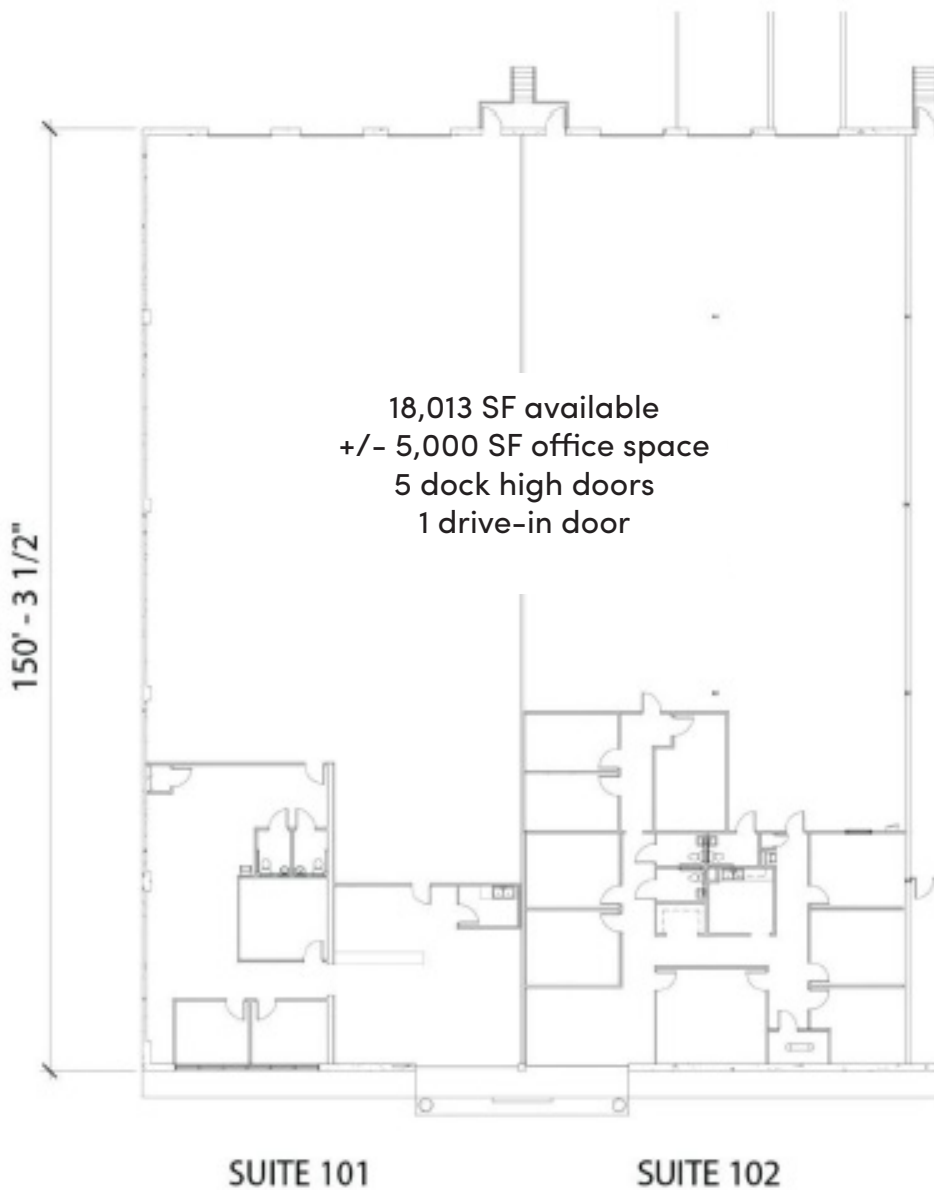 18,013 SF available
+/- 5,000 SF office space
5 dock high doors
1 drive-in door
150' - 3 1/2"
SUITE 101
SUITE 102